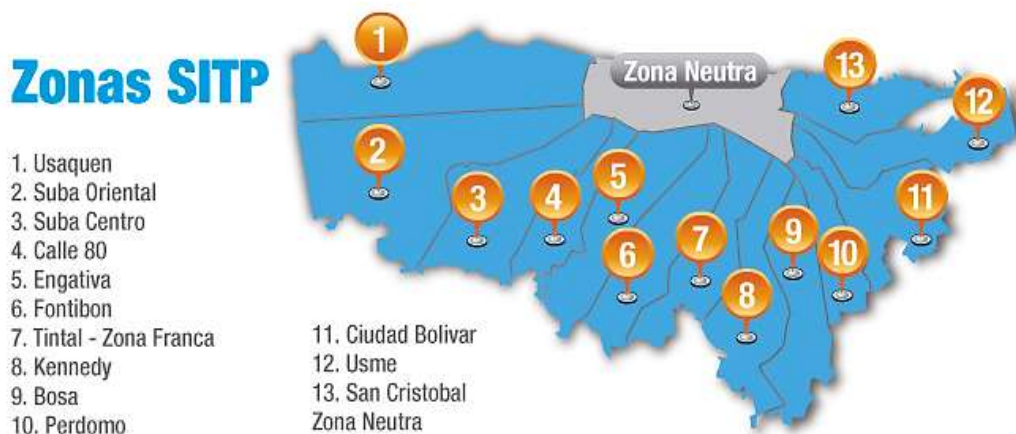 Zonas SITP
1. Usaquen
2. Suba Oriental
3. Suba Centro
4. Calle 80
5. Engativa
6. Fontibon
7. Tintal - Zona Franca
8. Kennedy
9. Bosa
10. Perdomo
11. Ciudad Bolivar
12. Usme
13. San Cristobal
Zona Neutra
1
Zona Neutra
13
12
2
3
4
5
11
6
7
9
10
8